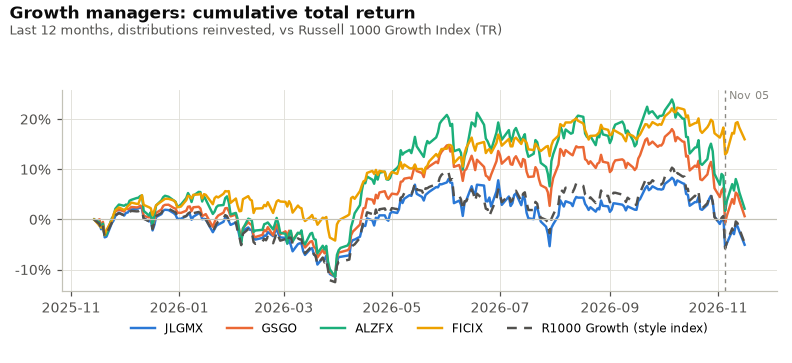 Growth managers: cumulative total return
Last 12 months, distributions reinvested, vs Russell 1000 Growth Index (TR)
Nov 05
20%
10%
0%
-10%
2025-11 2026-01 2026-03 2026-05 2026-07 2026-09 2026-11
JLGMX GSGO ALZFX FICIX R1000 Growth (style index)